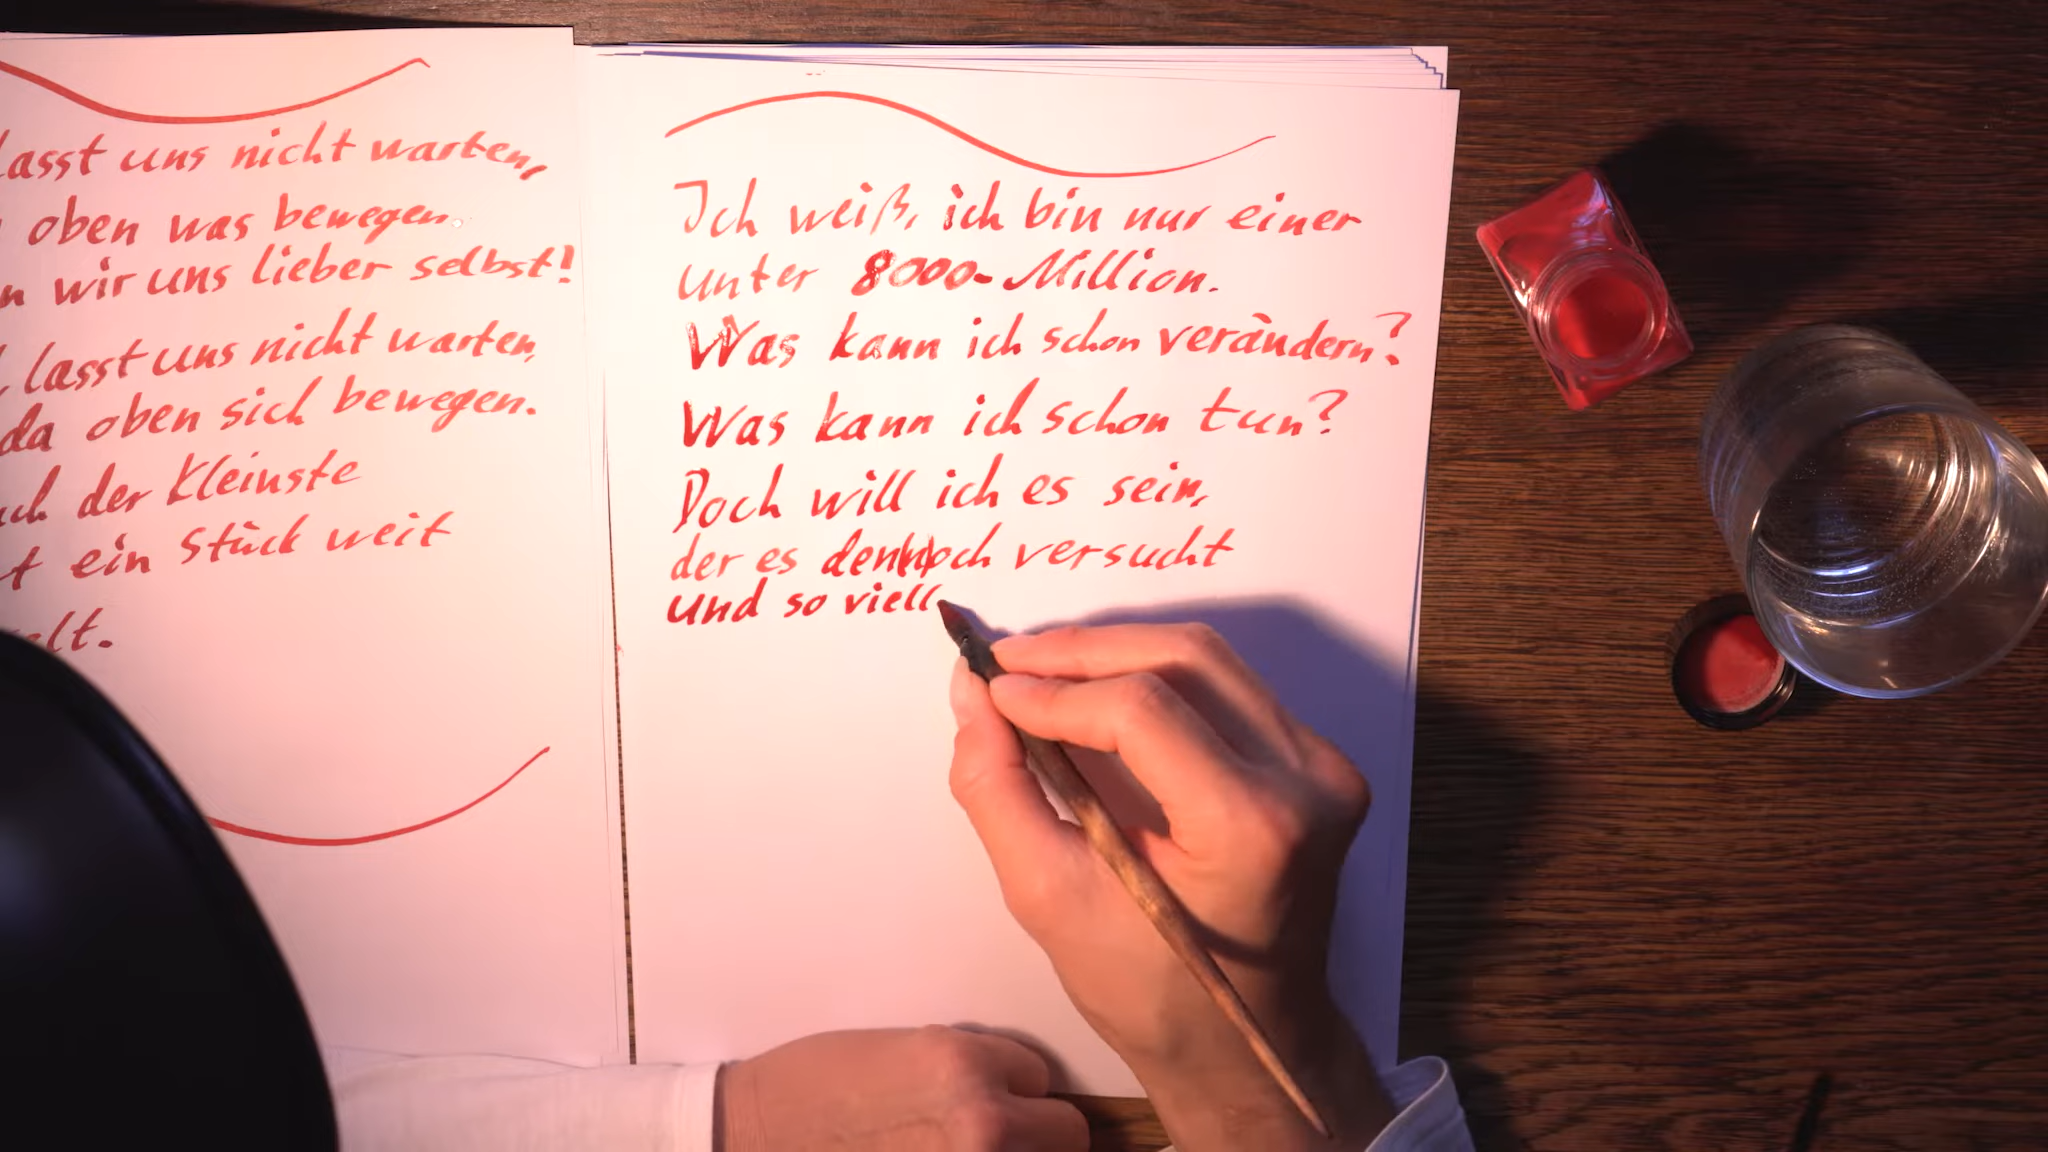 lasst uns nicht warten,
oben was bewegen.
wir uns lieber selbst!
lasst uns nicht warten,
da oben sich bewegen.
der Kleinste
ein Stück weit
Ich weiß, ich bin nur einer
unter 8000-Million.
Was kann ich schon verändern?
Was kann ich schon tun?
Doch will ich es sein,
der es dennoch versucht
und so viell